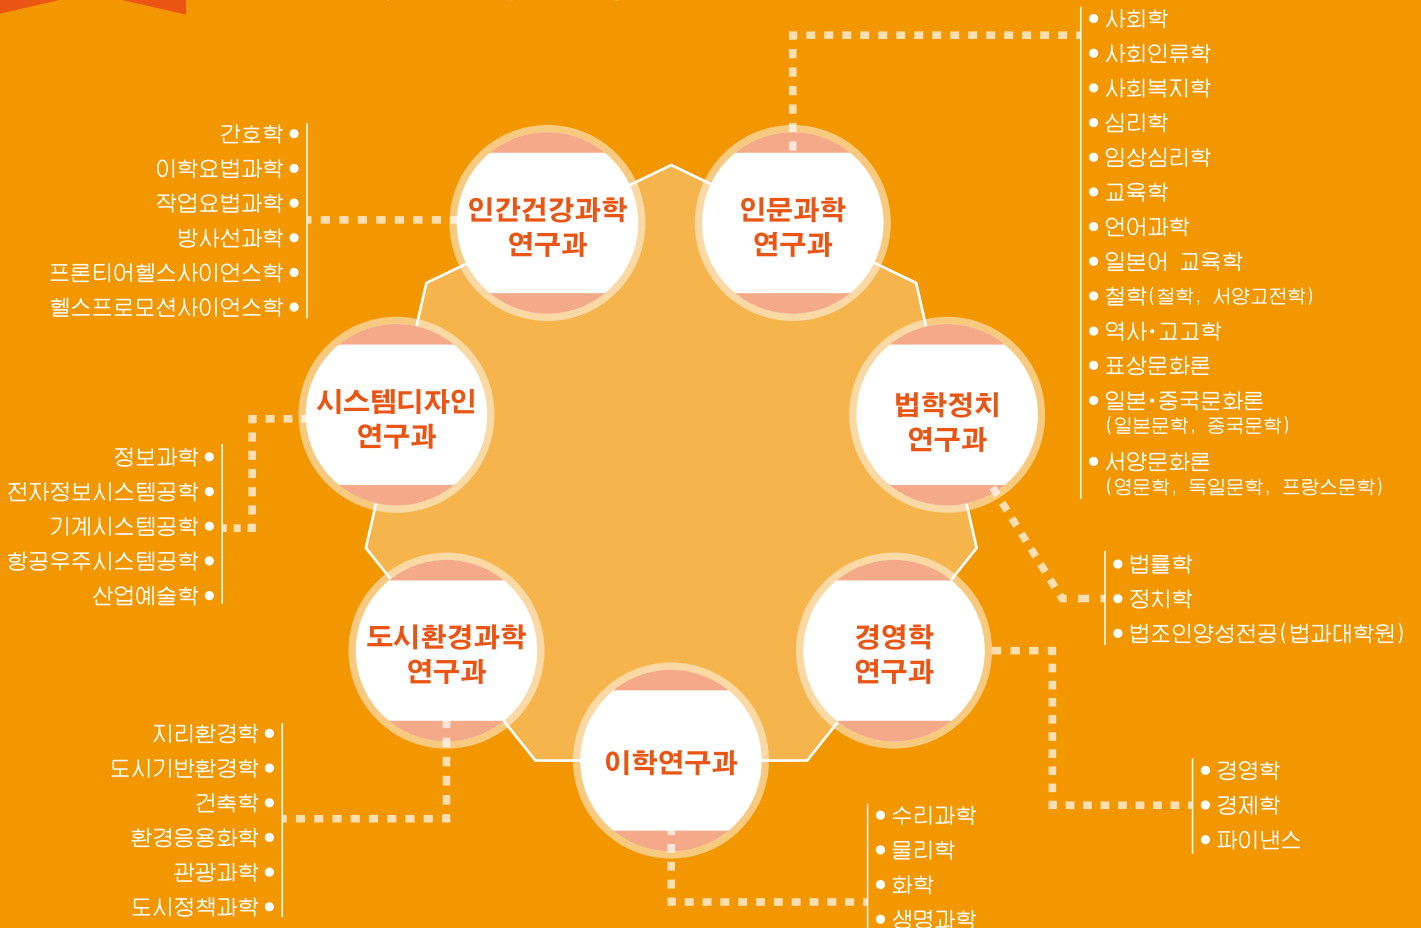 인문과학
연구과
사회학
사회인류학
사회복지학
심리학
임상심리학
교육학
언어과학
일본어 교육학
철학(철학, 서양고전학)
역사·고고학
표상문화론
일본·중국문화론
(일본문학, 중국문학)
서양문화론
(영문학, 독일문학, 프랑스문학)
법학정치
연구과
법률학
정치학
법조인양성전공(법과대학원)
경영학
연구과
경영학
경제학
파이낸스
이학연구과
수리과학
물리학
화학
생명과학
도시환경과학
연구과
지리환경학
도시기반환경학
건축학
환경응용화학
관광과학
도시정책과학
시스템디자인
연구과
정보과학
전자정보시스템공학
기계시스템공학
항공우주시스템공학
산업예술학
인간건강과학
연구과
간호학
이학요법과학
작업요법과학
방사선과학
프론티어헬스사이언스학
헬스프로모션사이언스학